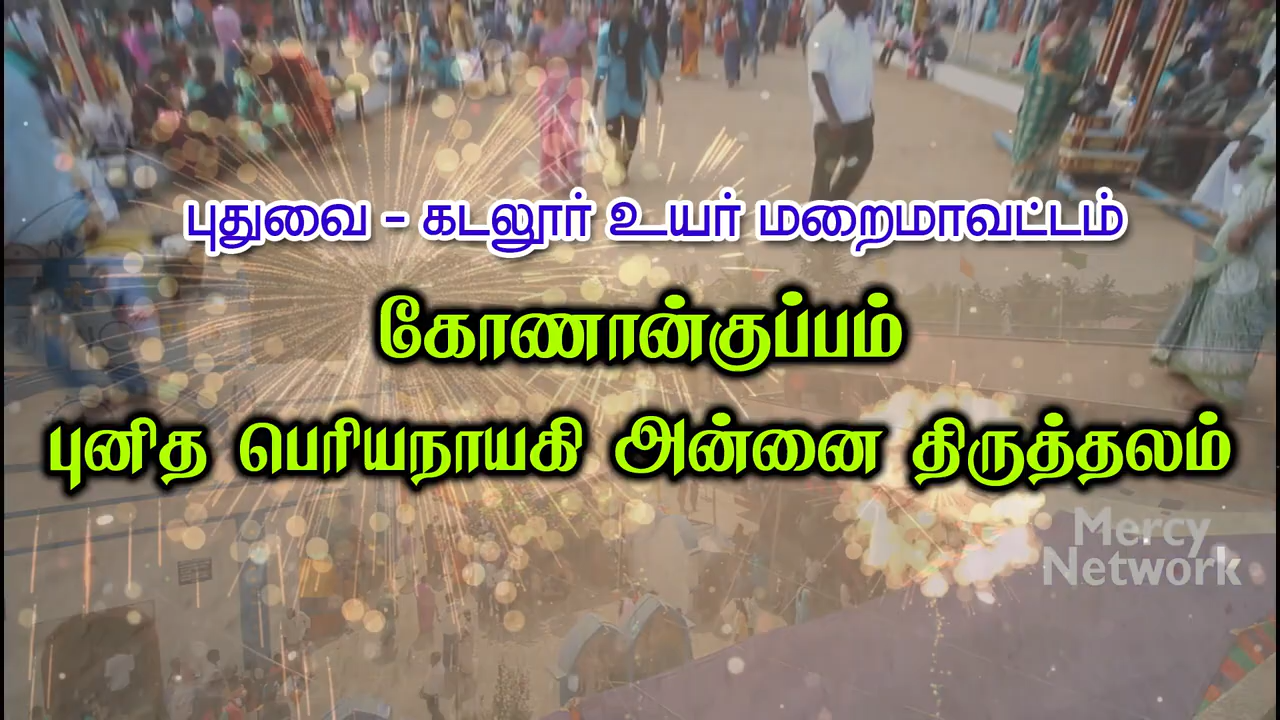 புதுவை - கடலூர் உயர் மறைமாவட்டம்
கோணான்குப்பம்
புனித பெரியநாயகி அன்னை திருத்தலம்
Mercy
Network